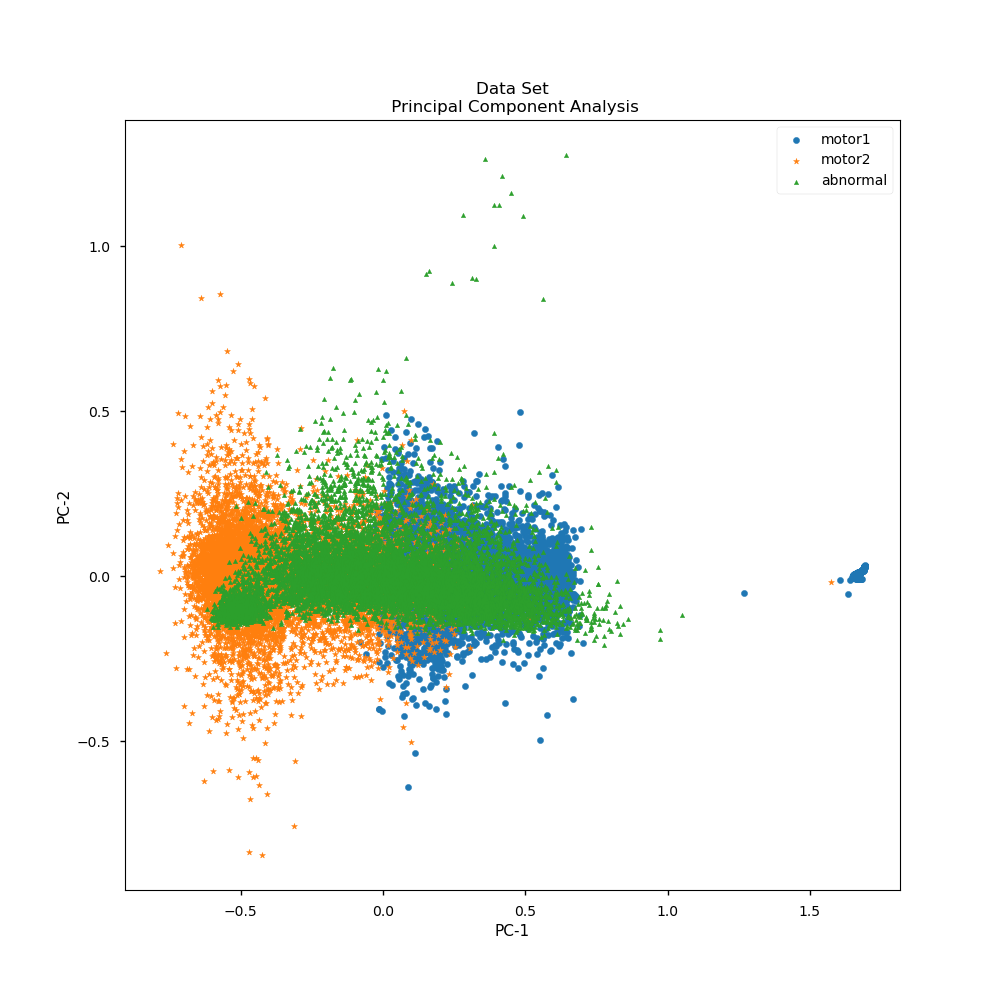 Data Set
Principal Component Analysis
motor1
motor2
abnormal
1.0
0.5
0.0
−0.5
PC-2
−0.5
0.0
0.5
1.0
1.5
PC-1